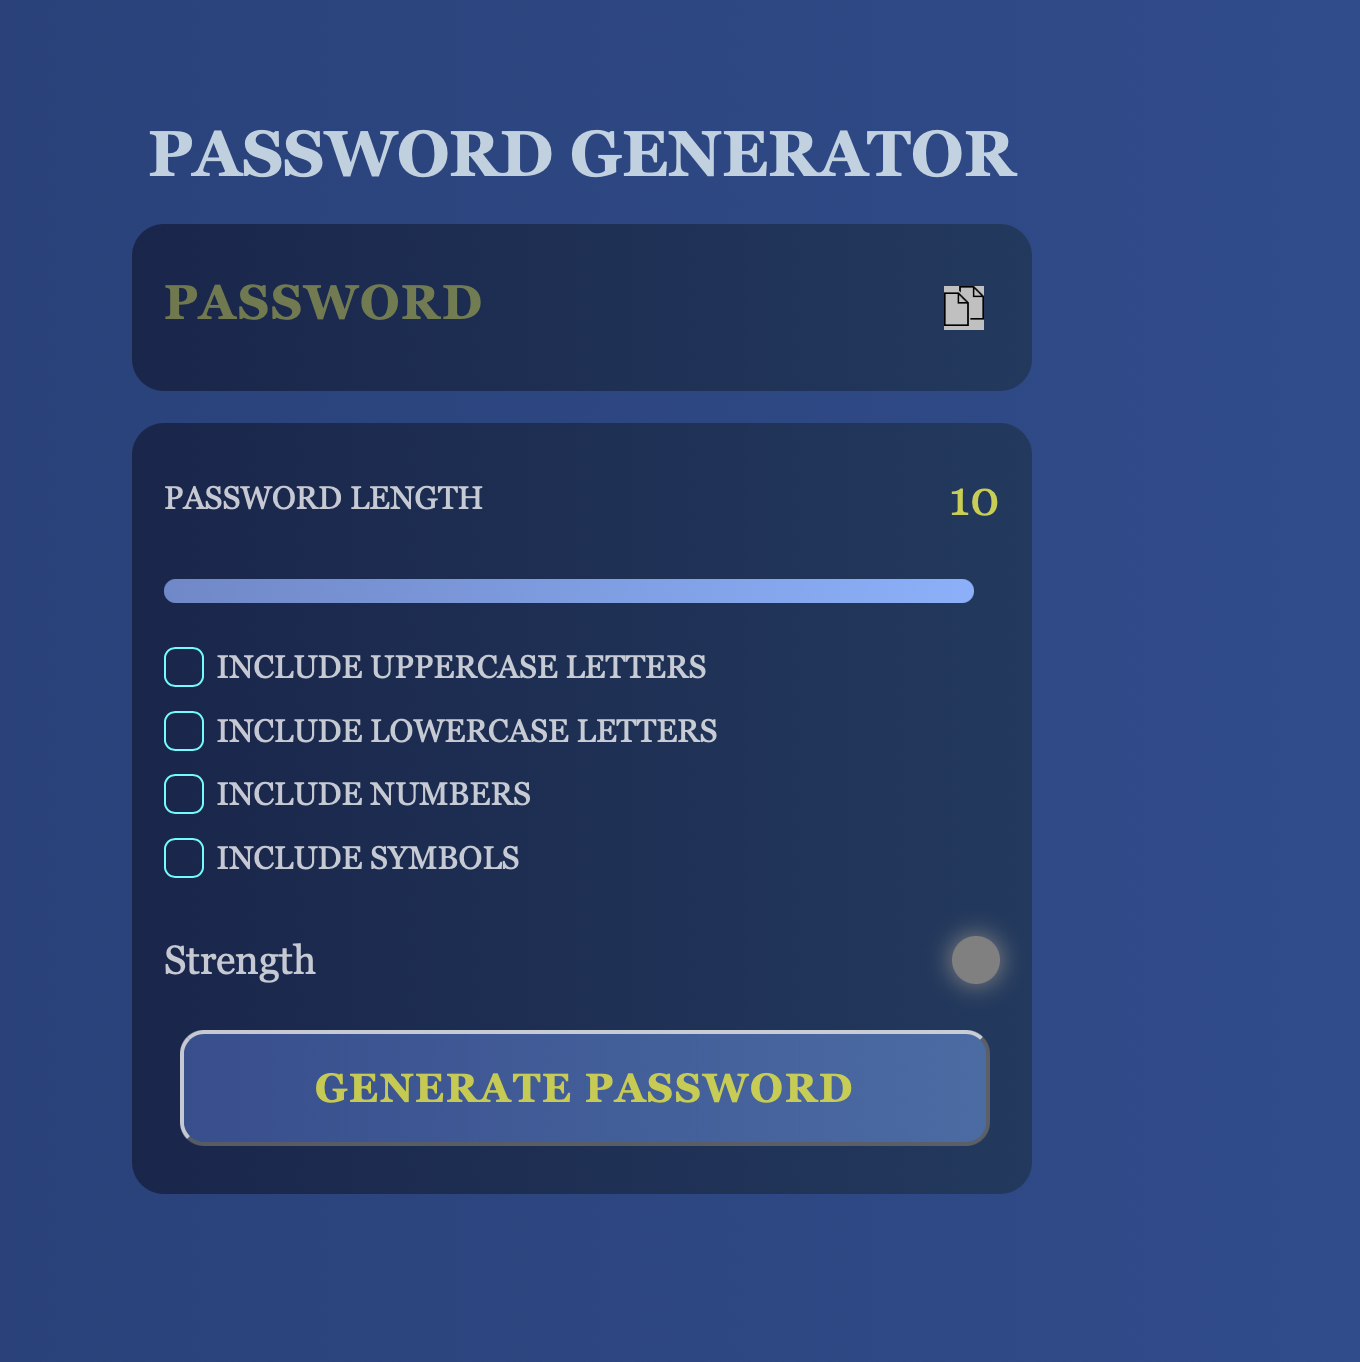 PASSWORD GENERATOR
PASSWORD
PASSWORD LENGTH 10
INCLUDE UPPERCASE LETTERS
INCLUDE LOWERCASE LETTERS
INCLUDE NUMBERS
INCLUDE SYMBOLS
Strength
GENERATE PASSWORD